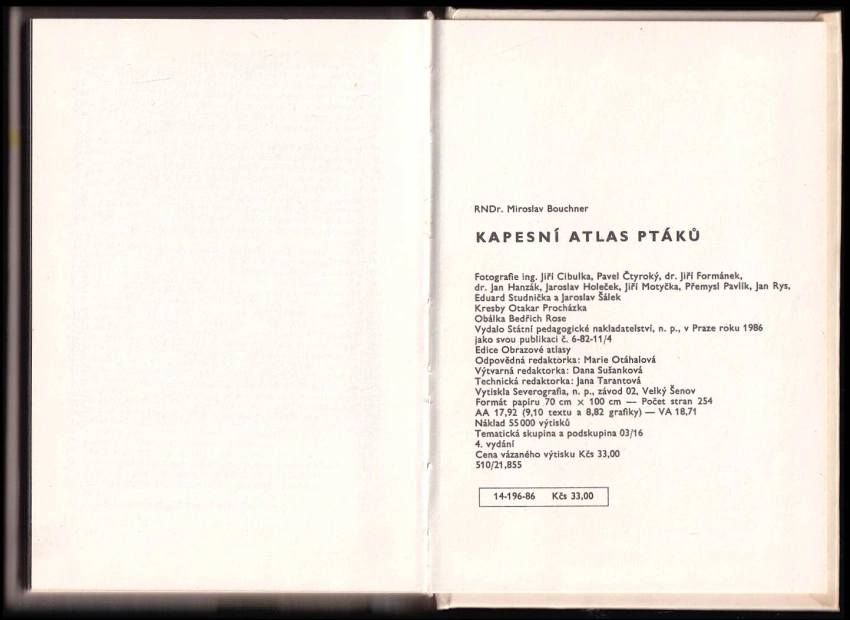 RNDr. Miroslav Bouchner
KAPESNÍ ATLAS PTÁKŮ
Fotografie ing. Jiří Cibulka, Pavel Čtyroký, dr. Jiří Formánek,
dr. Jan Hanzák, Jaroslav Holeček, Jiří Motyčka, Přemysl Pavlík, Jan Rys,
Eduard Studnička a Jaroslav Šálek
Kresby Otakar Procházka
Obálka Bedřich Rose
Vydalo Státní pedagogické nakladatelství, n. p., v Praze roku 1986
jako svou publikaci č. 6-82-11/4
Edice Obrazové atlasy
Odpovědná redaktorka: Marie Otáhalová
Výtvarná redaktorka: Dana Sušanková
Technická redaktorka: Jana Tarantová
Vytiskla Severografia, n. p., závod 02, Velký Šenov
Formát papíru 70 cm × 100 cm — Počet stran 254
AA 17,92 (9,10 textu a 8,82 grafiky) — VA 18,71
Náklad 55 000 výtisků
Tematická skupina a podskupina 03/16
4. vydání
Cena vázaného výtisku Kčs 33,00
510/21,855
14-196-86 Kčs 33,00